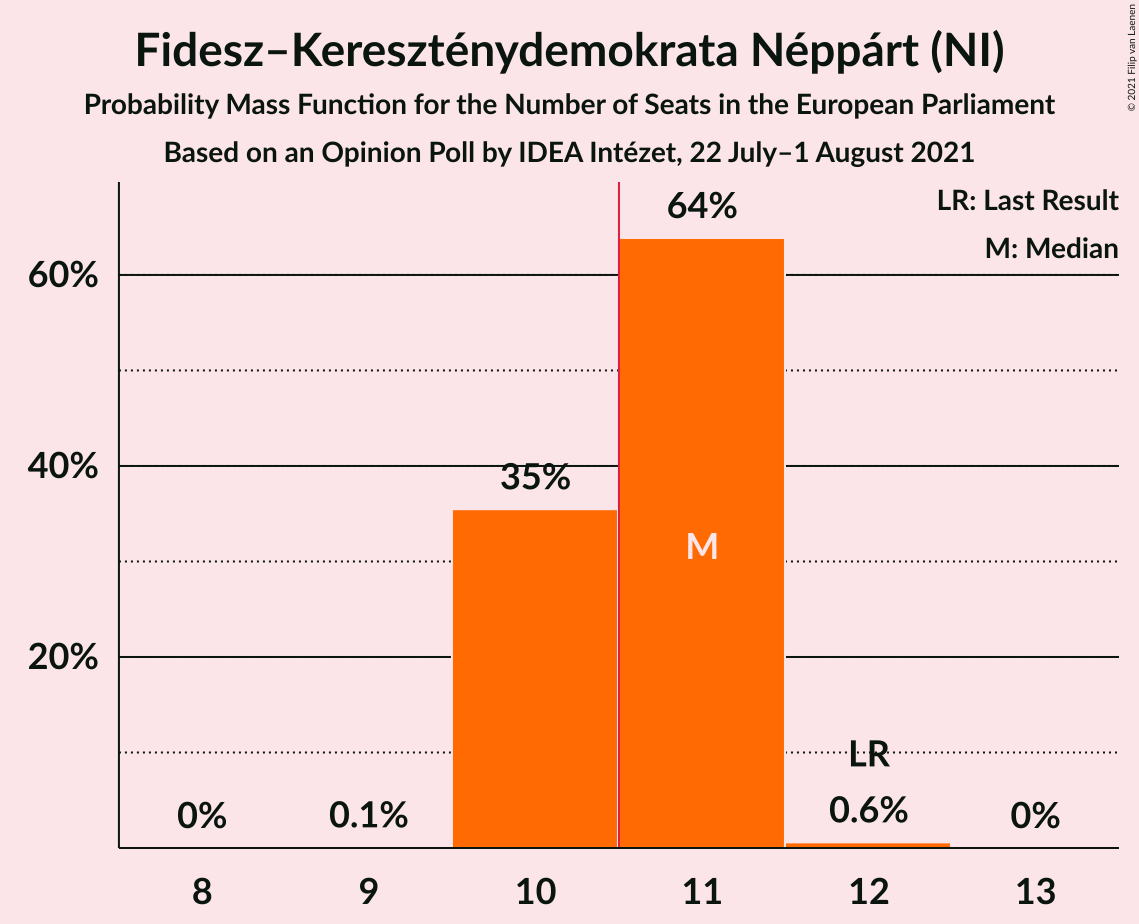 Fidesz–Kereszténydemokrata Néppárt (NI)
Probability Mass Function for the Number of Seats in the European Parliament
Based on an Opinion Poll by IDEA Intézet, 22 July–1 August 2021
© 2021 Filip van Laenen
LR: Last Result
M: Median
64%
60%
40%
35%
M
20%
LR
0%
0.1%
0.6%
0%
8
9
10
11
12
13